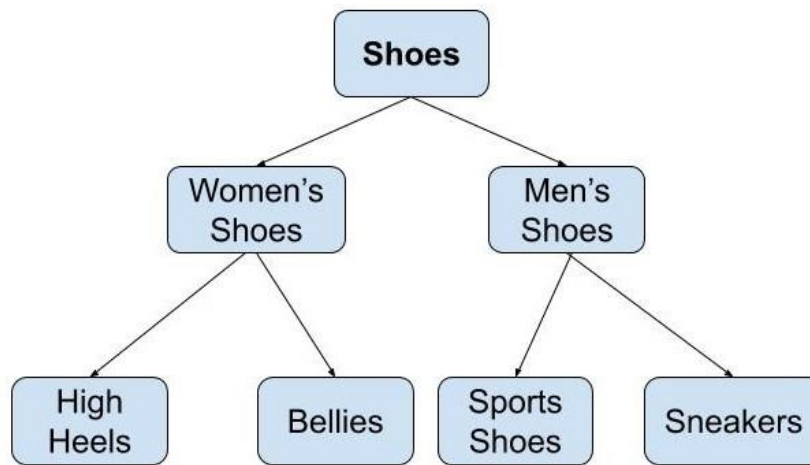 Shoes
Women’s
Shoes
Men’s
Shoes
High
Heels
Bellies
Sports
Shoes
Sneakers